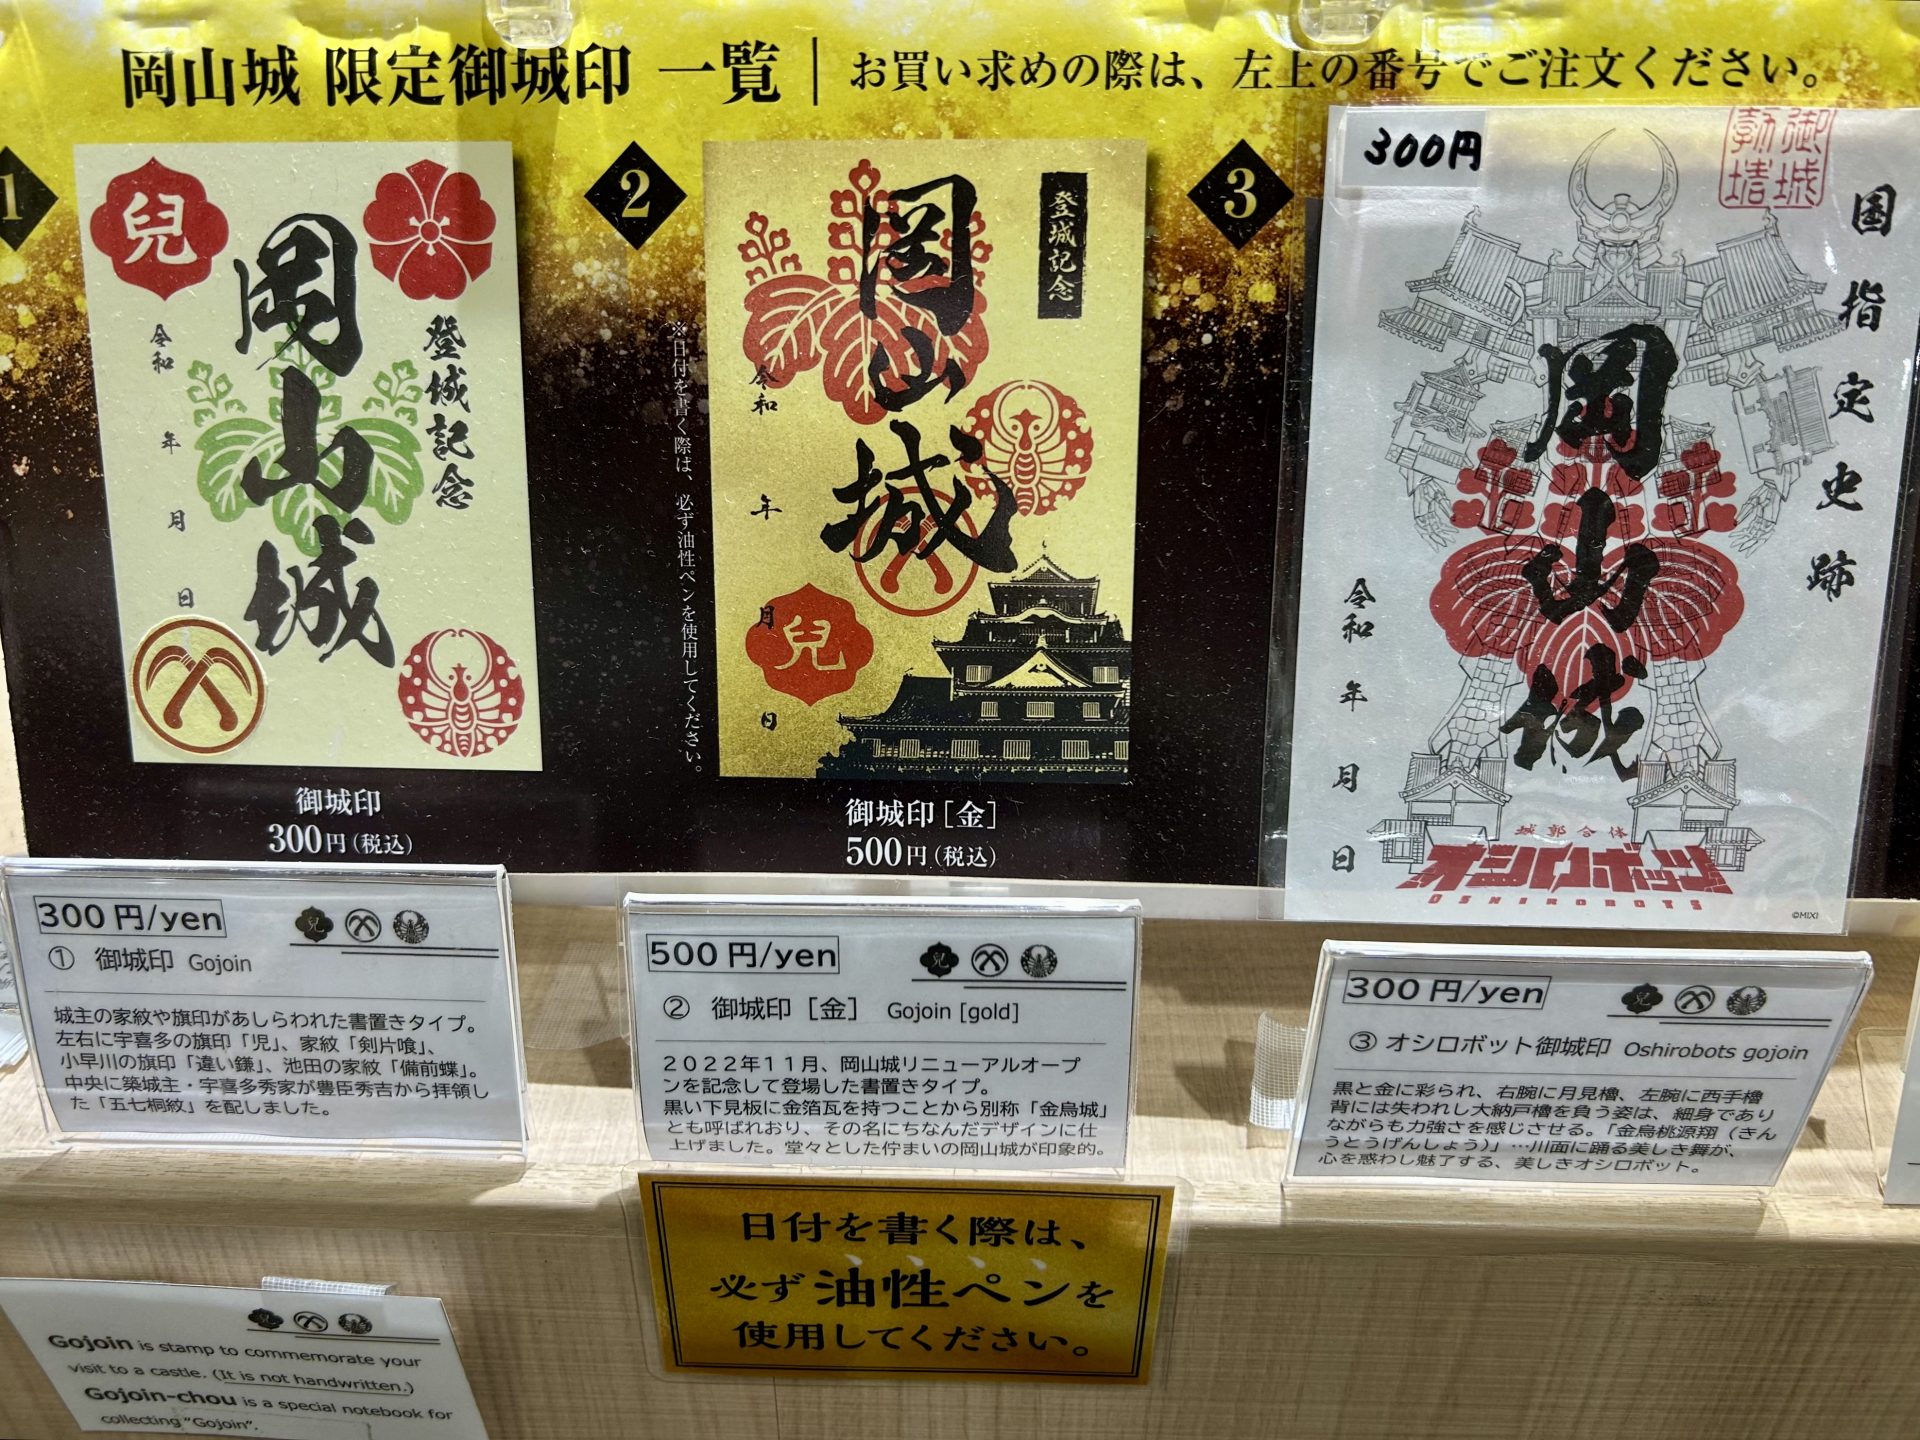 岡山城 限定御城印 一覧 | お買い求めの際は、左上の番号でご注文ください。
1
兒
岡山城
登城記念
令和 年 月 日
御城印
300円（税込）
2
登城記念
岡山城
令和 年 月 日
兒
※日付を書く際は、必ず油性ペンを使用してください。
御城印［金］
500円（税込）
3
300円
御城印
国指定史跡
岡山城
令和 年 月 日
城郭合体
オシロボッツ
OSHIROBOTS
©MIXI
300円/yen
兒
① 御城印 Gojoin
城主の家紋や旗印があしらわれた書置きタイプ。
左右に宇喜多の旗印「児」、家紋「剣片喰」、
小早川の旗印「違い鎌」、池田の家紋「備前蝶」。
中央に築城主・宇喜多秀家が豊臣秀吉から拝領し
た「五七桐紋」を配しました。
500円/yen
兒
② 御城印［金］ Gojoin [gold]
２０２２年１１月、岡山城リニューアルオープ
ンを記念して登場した書置きタイプ。
黒い下見板に金箔瓦を持つことから別称「金烏城」
とも呼ばれおり、その名にちなんだデザインに仕
上げました。堂々とした佇まいの岡山城が印象的。
300円/yen
兒
③ オシロボット御城印 Oshirobots gojoin
黒と金に彩られ、右腕に月見櫓、左腕に西手櫓
背には失われし大納戸櫓を負う姿は、細身であり
ながらも力強さを感じさせる。「金烏桃源翔（きん
うとうげんしょう）」…川面に踊る美しき舞が、
心を惑わし魅了する、美しきオシロボット。
日付を書く際は、
必ず油性ペンを
使用してください。
兒
Gojoin is stamp to commemorate your
visit to a castle. (It is not handwritten.)
Gojoin-chou is a special notebook for
collecting "Gojoin".